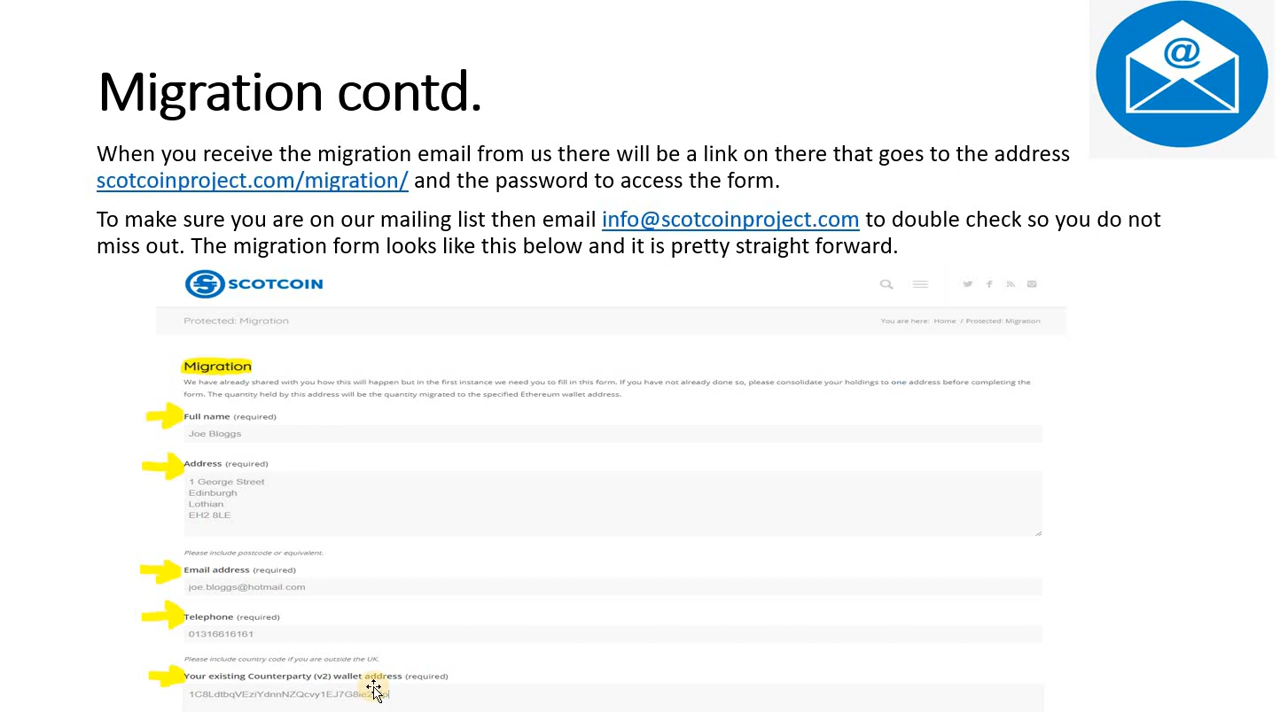 Migration contd.
When you receive the migration email from us there will be a link on there that goes to the address
scotcoinproject.com/migration/ and the password to access the form.
To make sure you are on our mailing list then email info@scotcoinproject.com to double check so you do not
miss out. The migration form looks like this below and it is pretty straight forward.
SCOTCOIN
Protected: Migration
You are here: Home / Protected: Migration
Migration
We have already shared with you how this will happen but in the first instance we need you to fill in this form. If you have not already done so, please consolidate your holdings to one address before completing the
form. The quantity held by this address will be the quantity migrated to the specified Ethereum wallet address.
Full name (required)
Joe Bloggs
Address (required)
1 George Street
Edinburgh
Lothian
EH2 8LE
Please include postcode or equivalent.
Email address (required)
joe.bloggs@hotmail.com
Telephone (required)
01316616161
Please include country code if you are outside the UK.
Your existing Counterparty (v2) wallet address (required)